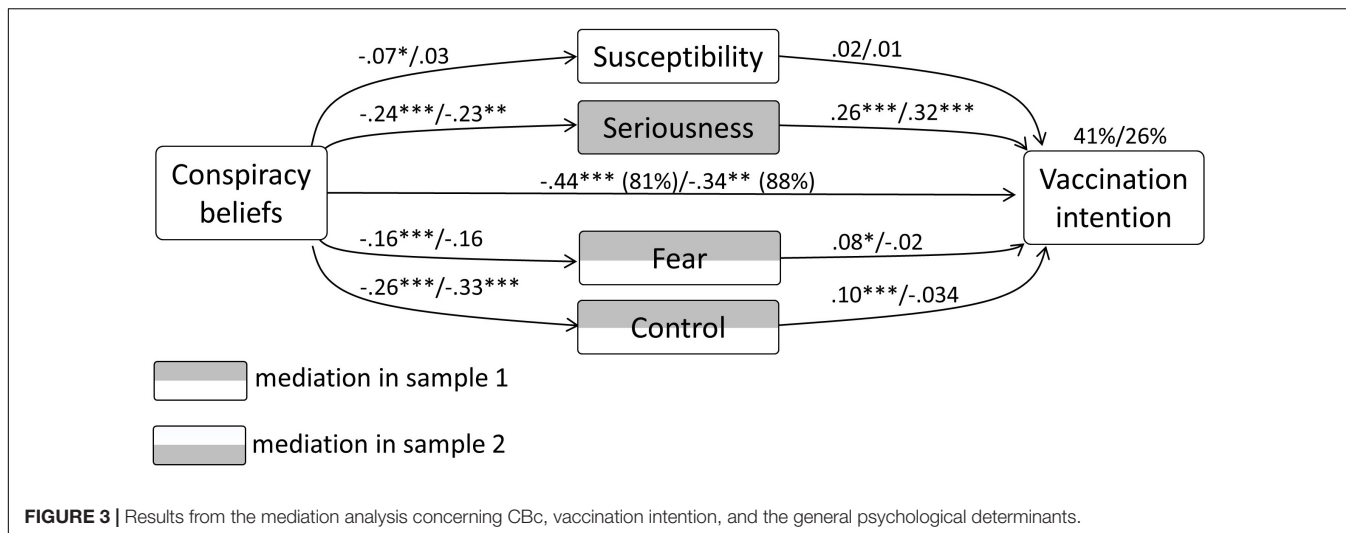 -.07*/.03
Susceptibility
.02/.01
-.24***/-.23**
Seriousness
.26***/.32***
41%/26%
Conspiracy
beliefs
-.44*** (81%)/-.34** (88%)
Vaccination
intention
-.16***/-.16
Fear
.08*/-.02
-.26***/-.33***
Control
.10***/-.034
mediation in sample 1
mediation in sample 2
FIGURE 3 | Results from the mediation analysis concerning CBc, vaccination intention, and the general psychological determinants.